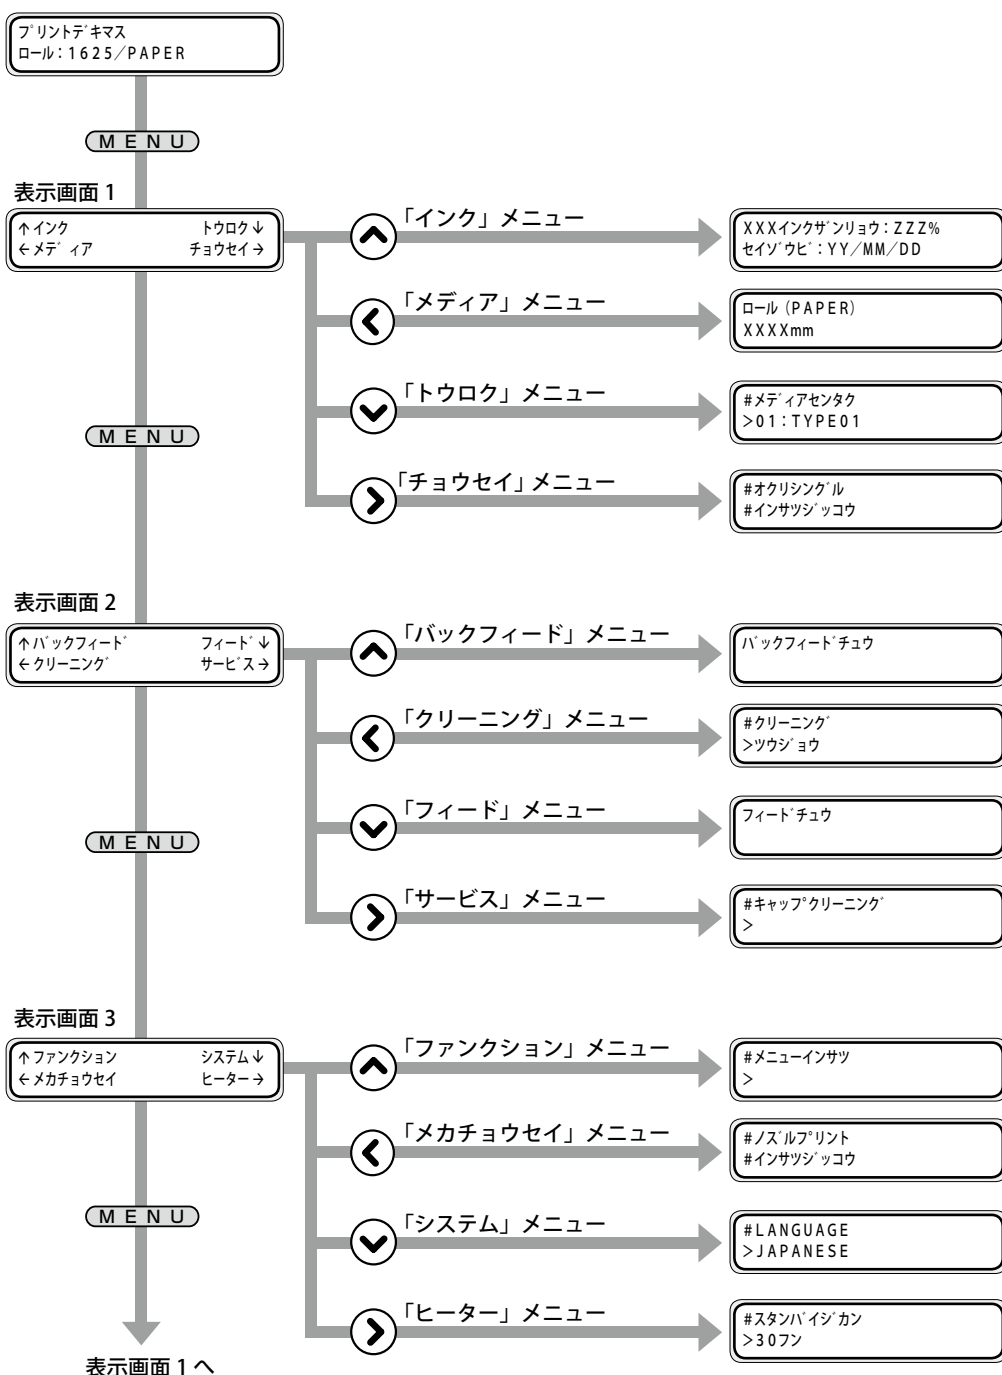 プリントデキマス
ロール：1625／PAPER
MENU
表示画面 1
↑インク トウロク↓
←メディア チョウセイ→
「インク」メニュー
XXXインクザンリョウ：ZZZ%
セイゾウビ：YY／MM／DD
「メディア」メニュー
ロール（PAPER）
XXXXmm
「トウロク」メニュー
#メディアセンタク
>01：TYPE01
「チョウセイ」メニュー
#オクリシングル
#インサツジッコウ
MENU
表示画面 2
↑バックフィード フィード↓
←クリーニング サービス→
「バックフィード」メニュー
バックフィードチュウ
「クリーニング」メニュー
#クリーニング
>ツウジョウ
「フィード」メニュー
フィードチュウ
「サービス」メニュー
#キャップクリーニング
>
MENU
表示画面 3
↑ファンクション システム↓
←メカチョウセイ ヒーター→
「ファンクション」メニュー
#メニューインサツ
>
「メカチョウセイ」メニュー
#ノズルプリント
#インサツジッコウ
「システム」メニュー
#LANGUAGE
>JAPANESE
「ヒーター」メニュー
#スタンバイジカン
>30フン
MENU
表示画面 1 へ